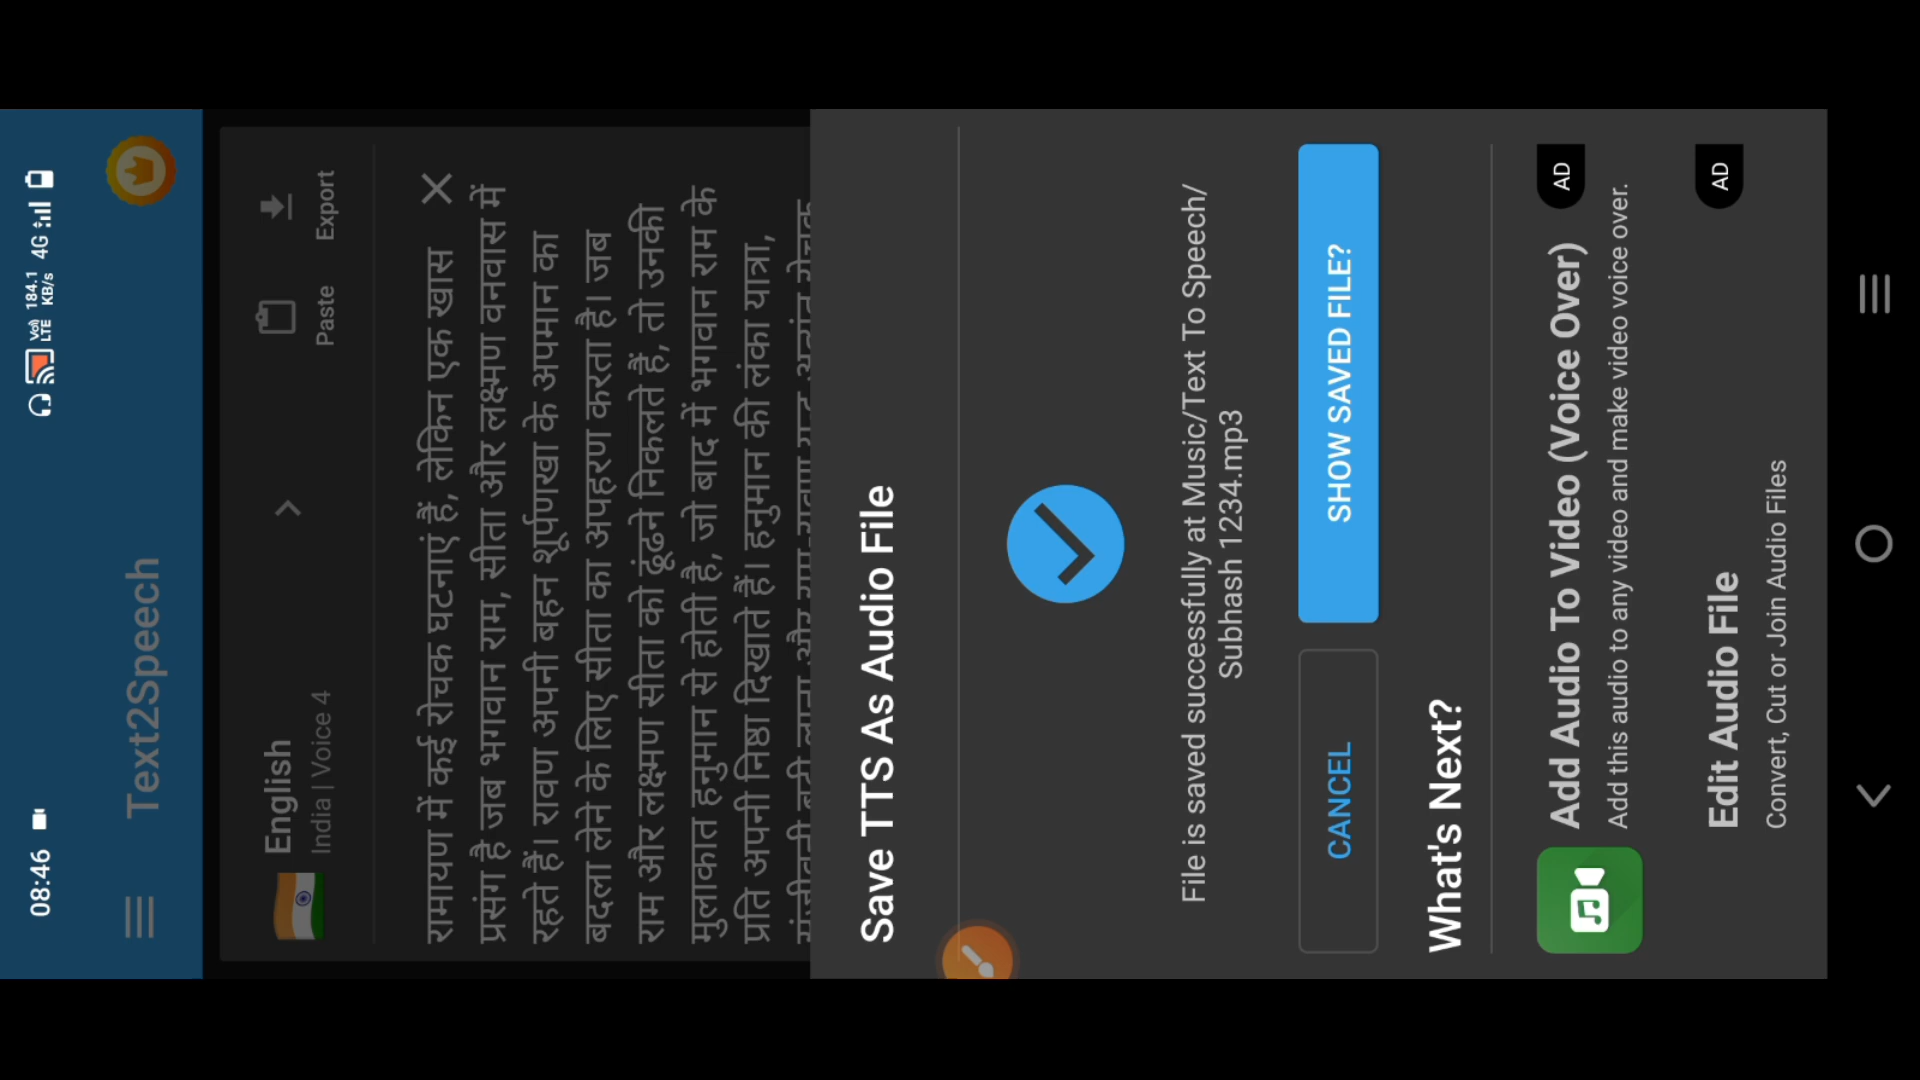 08:46
184.1 KB/s
4G
Vo)) LTE
Text2Speech
English
India | Voice 4
Paste
Export
रामायण में कई रोचक घटनाएं हैं, लेकिन एक खास
प्रसंग है जब भगवान राम, सीता और लक्ष्मण वनवास में
रहते हैं। रावण अपनी बहन शूर्पणखा के अपमान का
बदला लेने के लिए सीता का अपहरण करता है। जब
राम और लक्ष्मण सीता को ढूंढने निकलते हैं, तो उनकी
मुलाकात हनुमान से होती है, जो बाद में भगवान राम के
प्रति अपनी निष्ठा दिखाते हैं। हनुमान की लंका यात्रा,
Save TTS As Audio File
File is saved successfully at Music/Text To Speech/
Subhash 1234.mp3
CANCEL
SHOW SAVED FILE?
What's Next?
Add Audio To Video (Voice Over)
AD
Add this audio to any video and make video voice over.
Edit Audio File
AD
Convert, Cut or Join Audio Files